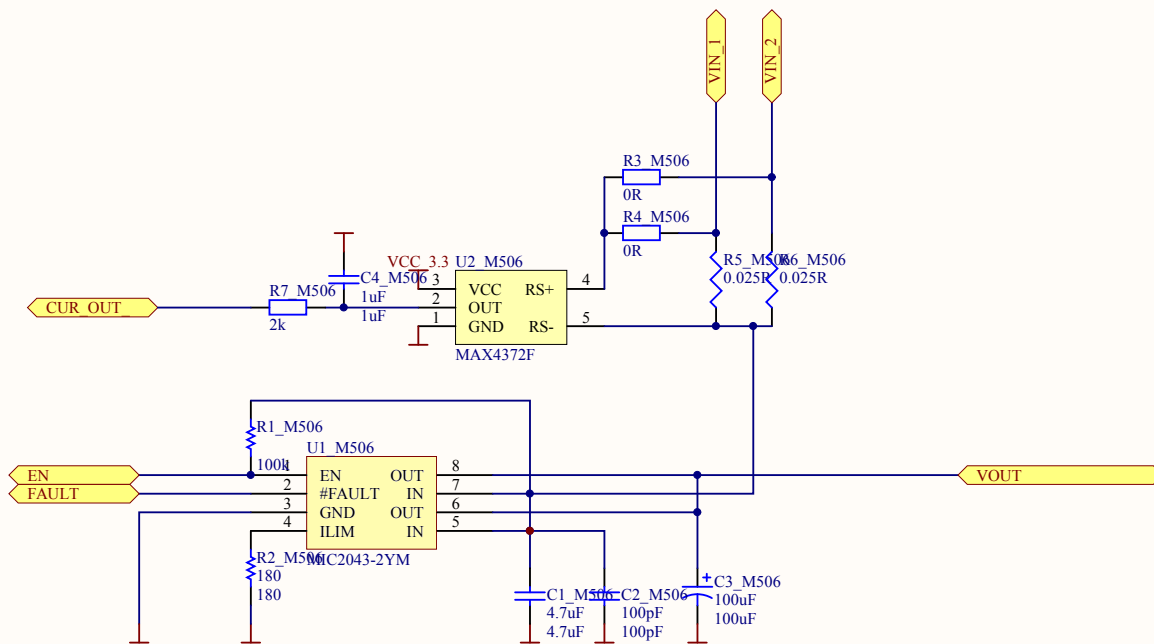 VIN_1
VIN_2
R3_M506
0R
R4_M506
0R
VCC_3.3
U2_M506
R5_M506
0.025R
R6_M506
0.025R
C4_M506
1uF
1uF
R7_M506
2k
CUR_OUT_
3 VCC RS+ 4
2 OUT
1 GND RS- 5
MAX4372F
R1_M506
100k
U1_M506
EN
FAULT
1 EN OUT 8
2 #FAULT IN 7
3 GND OUT 6
4 ILIM IN 5
VOUT
MIC2043-2YM
R2_M506
180
180
C1_M506
4.7uF
4.7uF
C2_M506
100pF
100pF
+
C3_M506
100uF
100uF